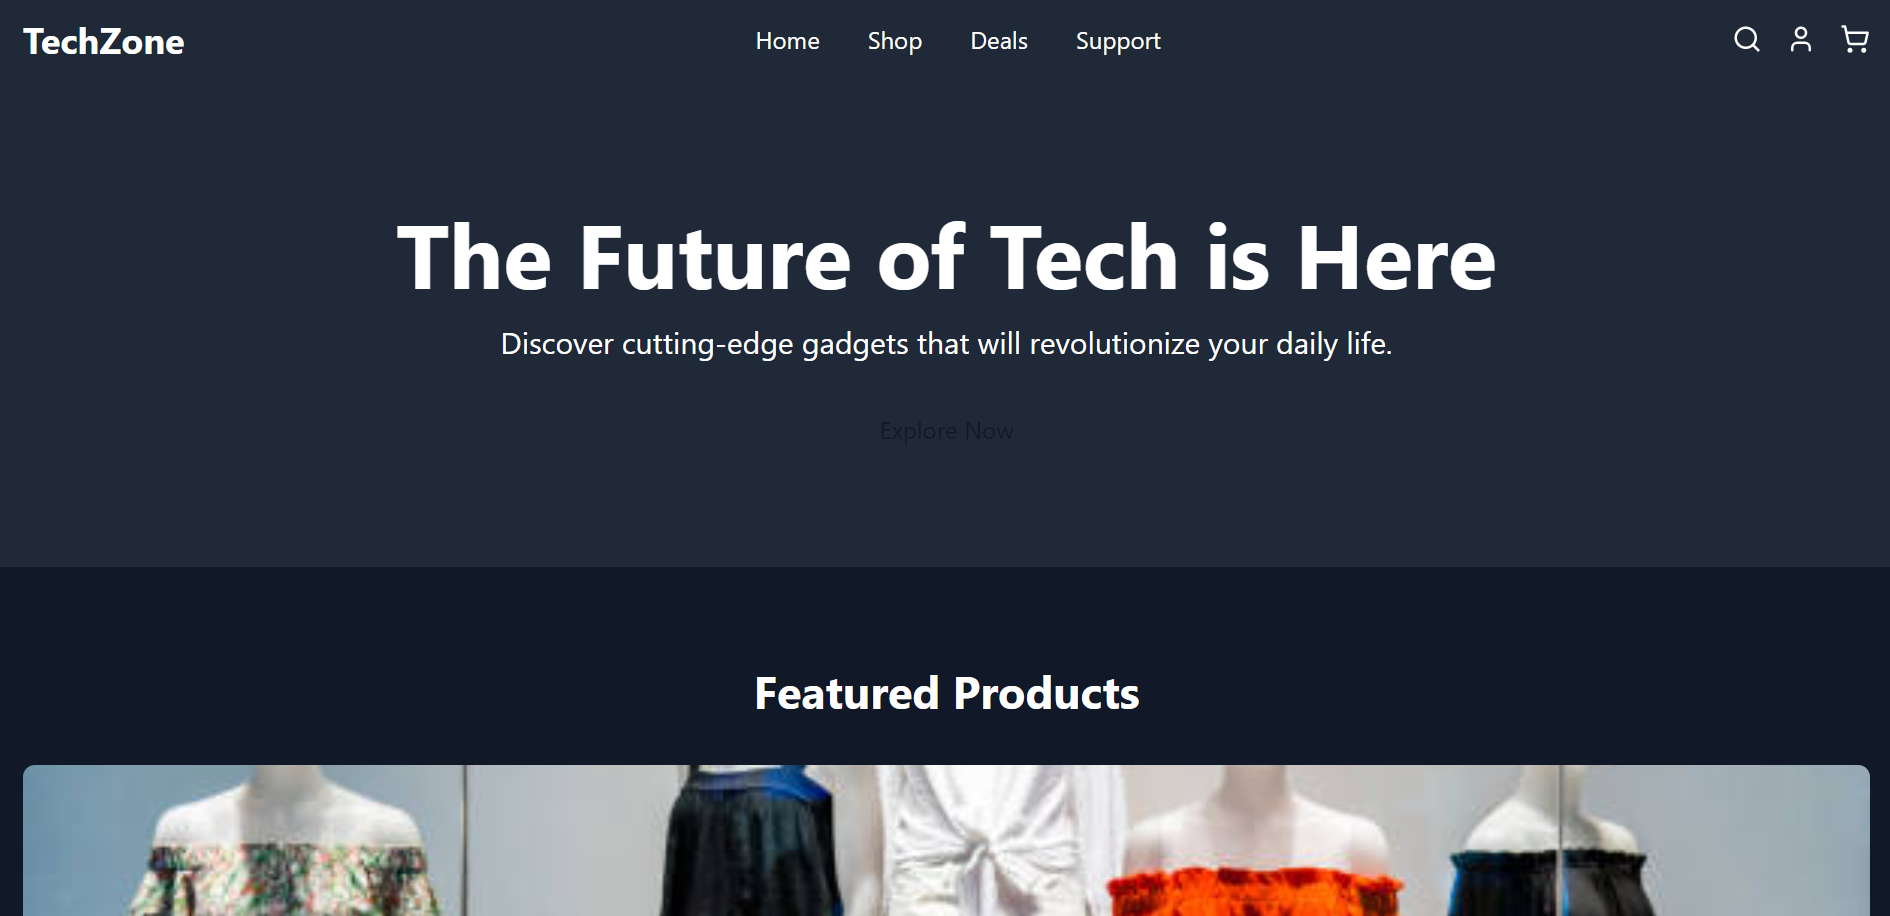 TechZone
Home Shop Deals Support
The Future of Tech is Here
Discover cutting-edge gadgets that will revolutionize your daily life.
Explore Now
Featured Products